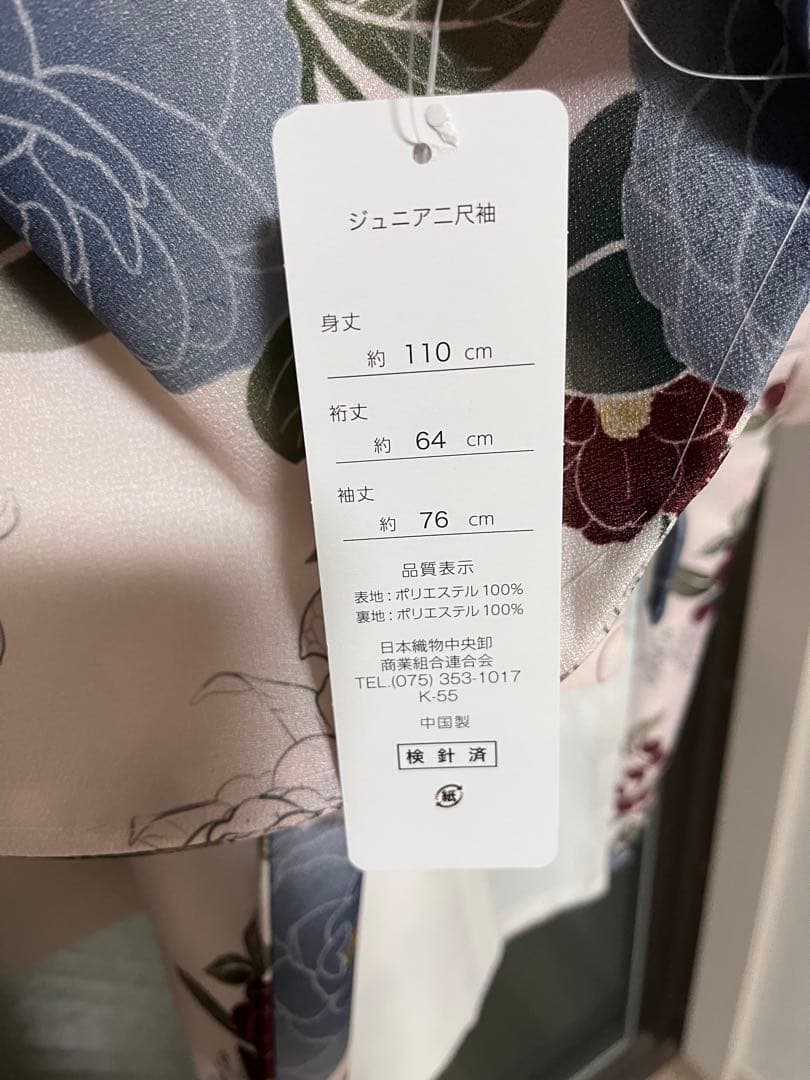 ジュニア二尺袖
身丈
約 110 cm
裄丈
約 64 cm
袖丈
約 76 cm
品質表示
表地：ポリエステル100%
裏地：ポリエステル100%
日本織物中央卸
商業組合連合会
TEL.(075) 353-1017
K-55
中国製
検針済
紙